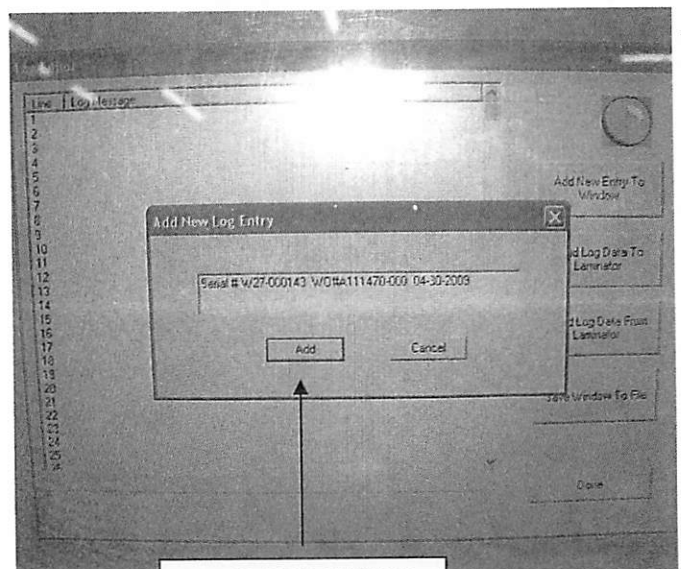 Line Log Message
1
2
3
4
5
6
7
8
9
10
11
12
13
14
15
16
17
18
19
20
21
22
23
24
25
Add New Log Entry
Serial # W27-000143 WO#A111470-000 04-30-2009
Add Cancel
Add New Entry To
Window
d Log Data To
Laminator
d Log Data From
Laminator
Save Window To File
Done